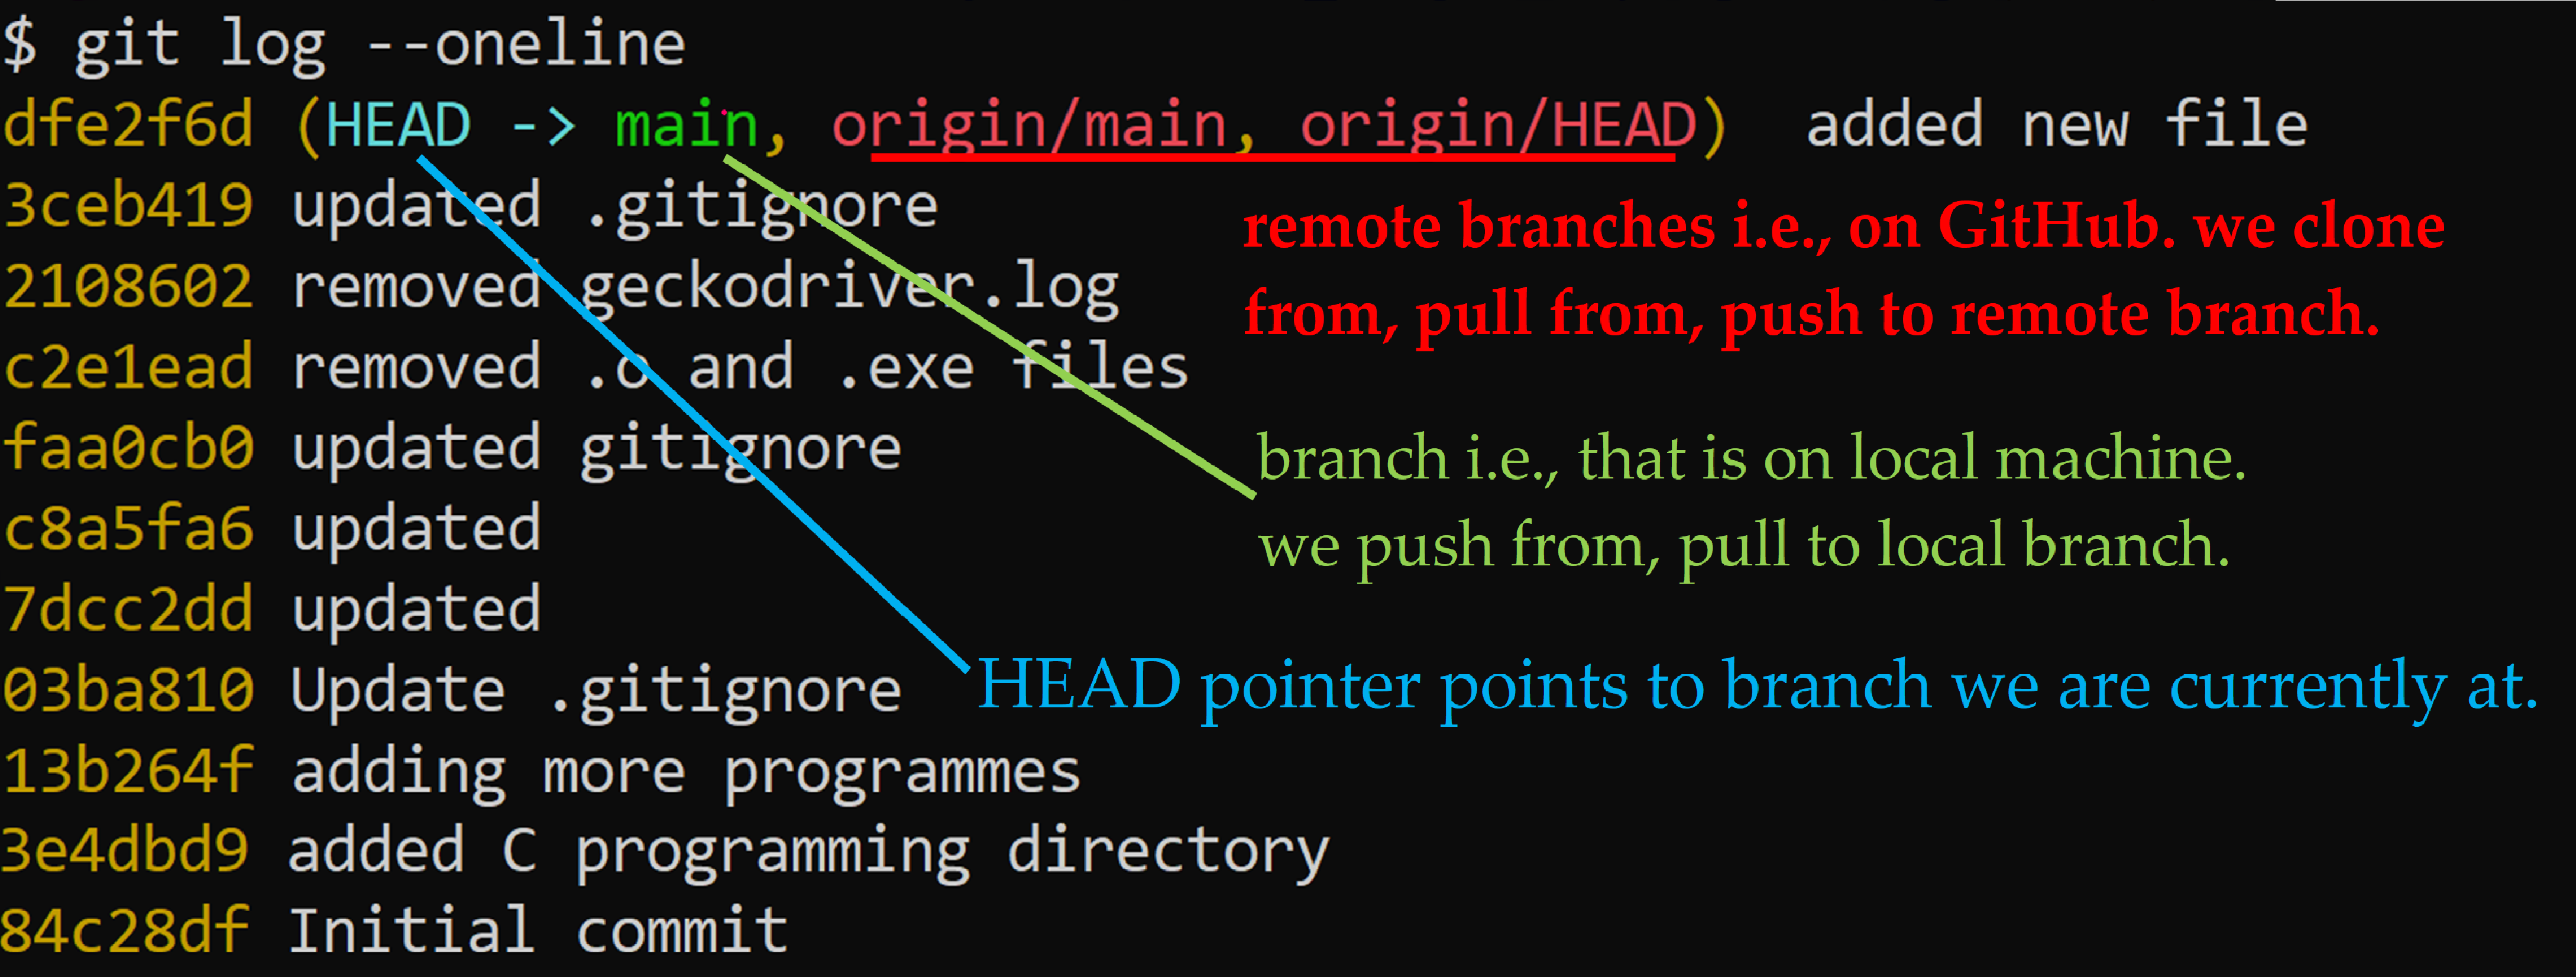 $ git log --oneline
dfe2f6d (HEAD -> main, origin/main, origin/HEAD) added new file
3ceb419 updated .gitignore
2108602 removed geckodriver.log
c2e1ead removed .o and .exe files
faa0cb0 updated gitignore
c8a5fa6 updated
7dcc2dd updated
03ba810 Update .gitignore
13b264f adding more programmes
3e4dbd9 added C programming directory
84c28df Initial commit
remote branches i.e., on GitHub. we clone
from, pull from, push to remote branch.
branch i.e., that is on local machine.
we push from, pull to local branch.
HEAD pointer points to branch we are currently at.